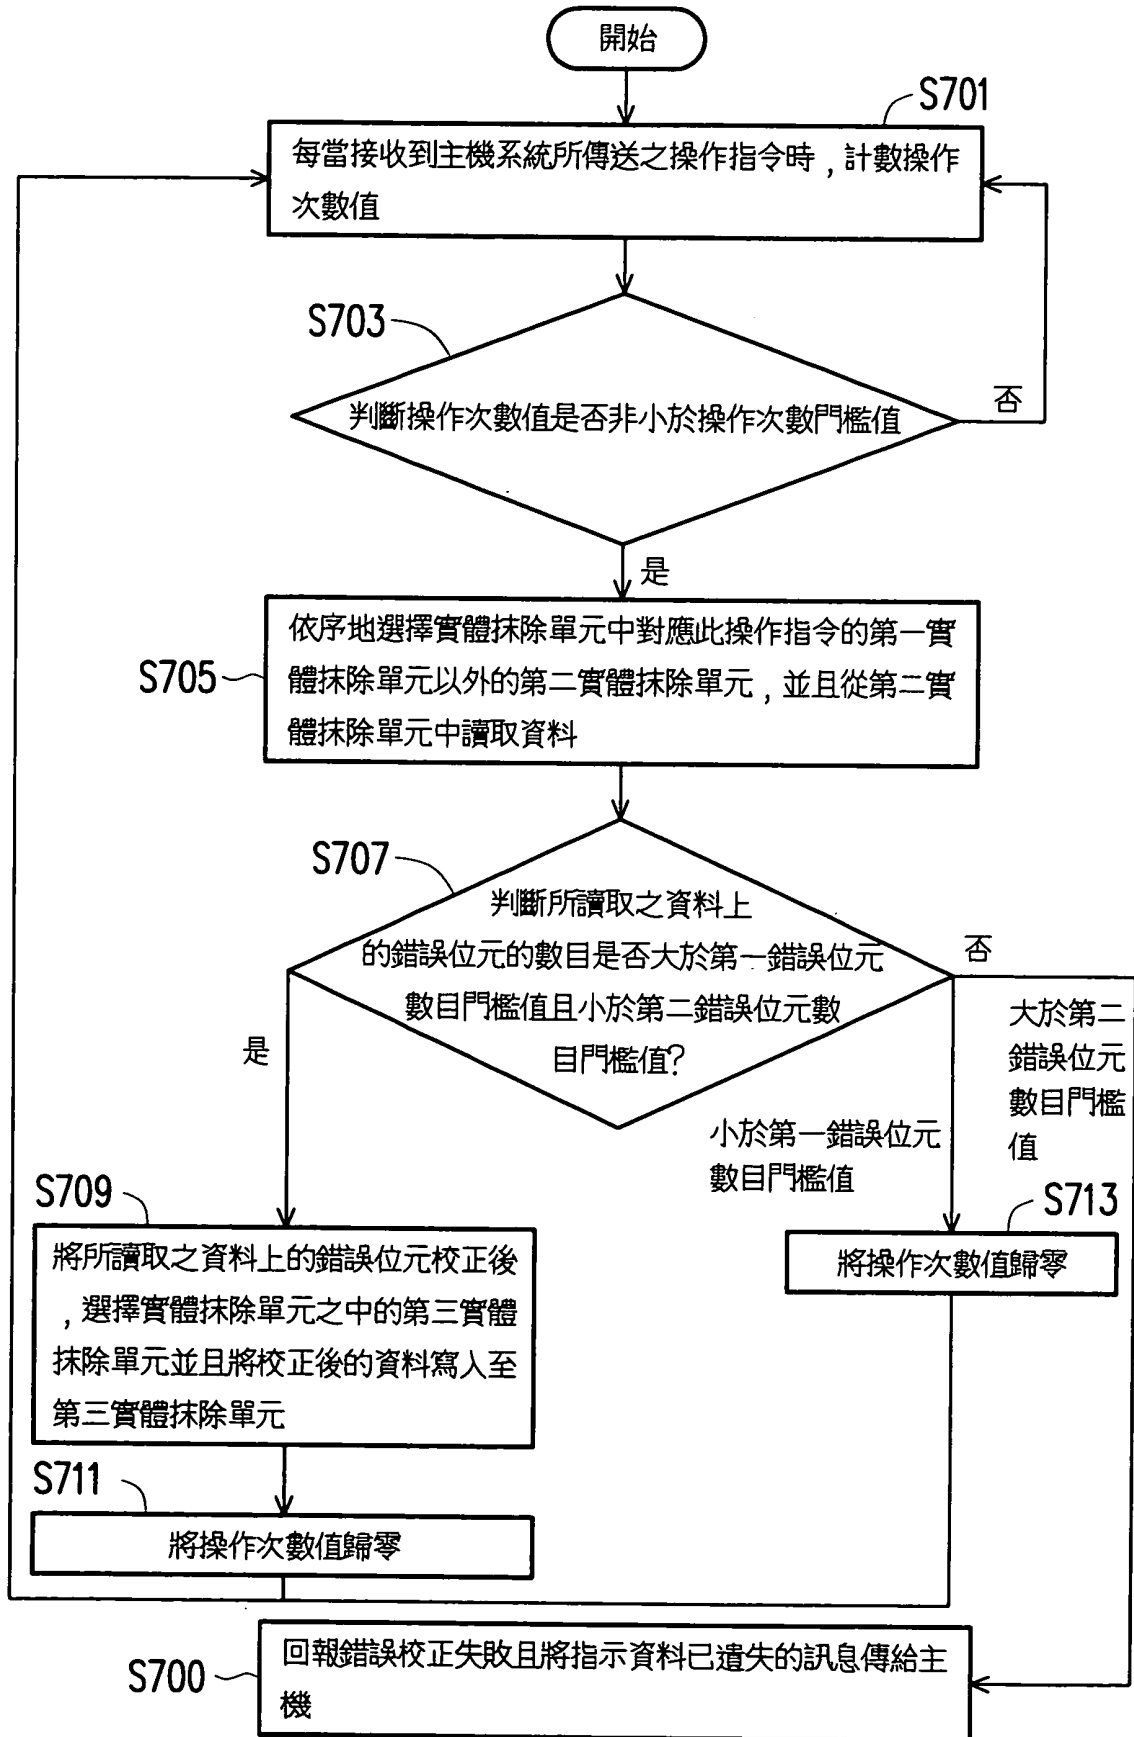 開始
S701
每當接收到主機系統所傳送之操作指令時,計數操作
次數值
S703
判斷操作次數值是否非小於操作次數門檻值
否
是
S705
依序地選擇實體抹除單元中對應此操作指令的第一實
體抹除單元以外的第二實體抹除單元,並且從第二實
體抹除單元中讀取資料
S707
判斷所讀取之資料上
的錯誤位元的數目是否大於第一錯誤位元
數目門檻值且小於第二錯誤位元數
目門檻值?
是
否
大於第二
錯誤位元
數目門檻
值
小於第一錯誤位元
數目門檻值
S709
將所讀取之資料上的錯誤位元校正後
,選擇實體抹除單元之中的第三實體
抹除單元並且將校正後的資料寫入至
第三實體抹除單元
S713
將操作次數值歸零
S711
將操作次數值歸零
S700
回報錯誤校正失敗且將指示資料已遺失的訊息傳給主
機